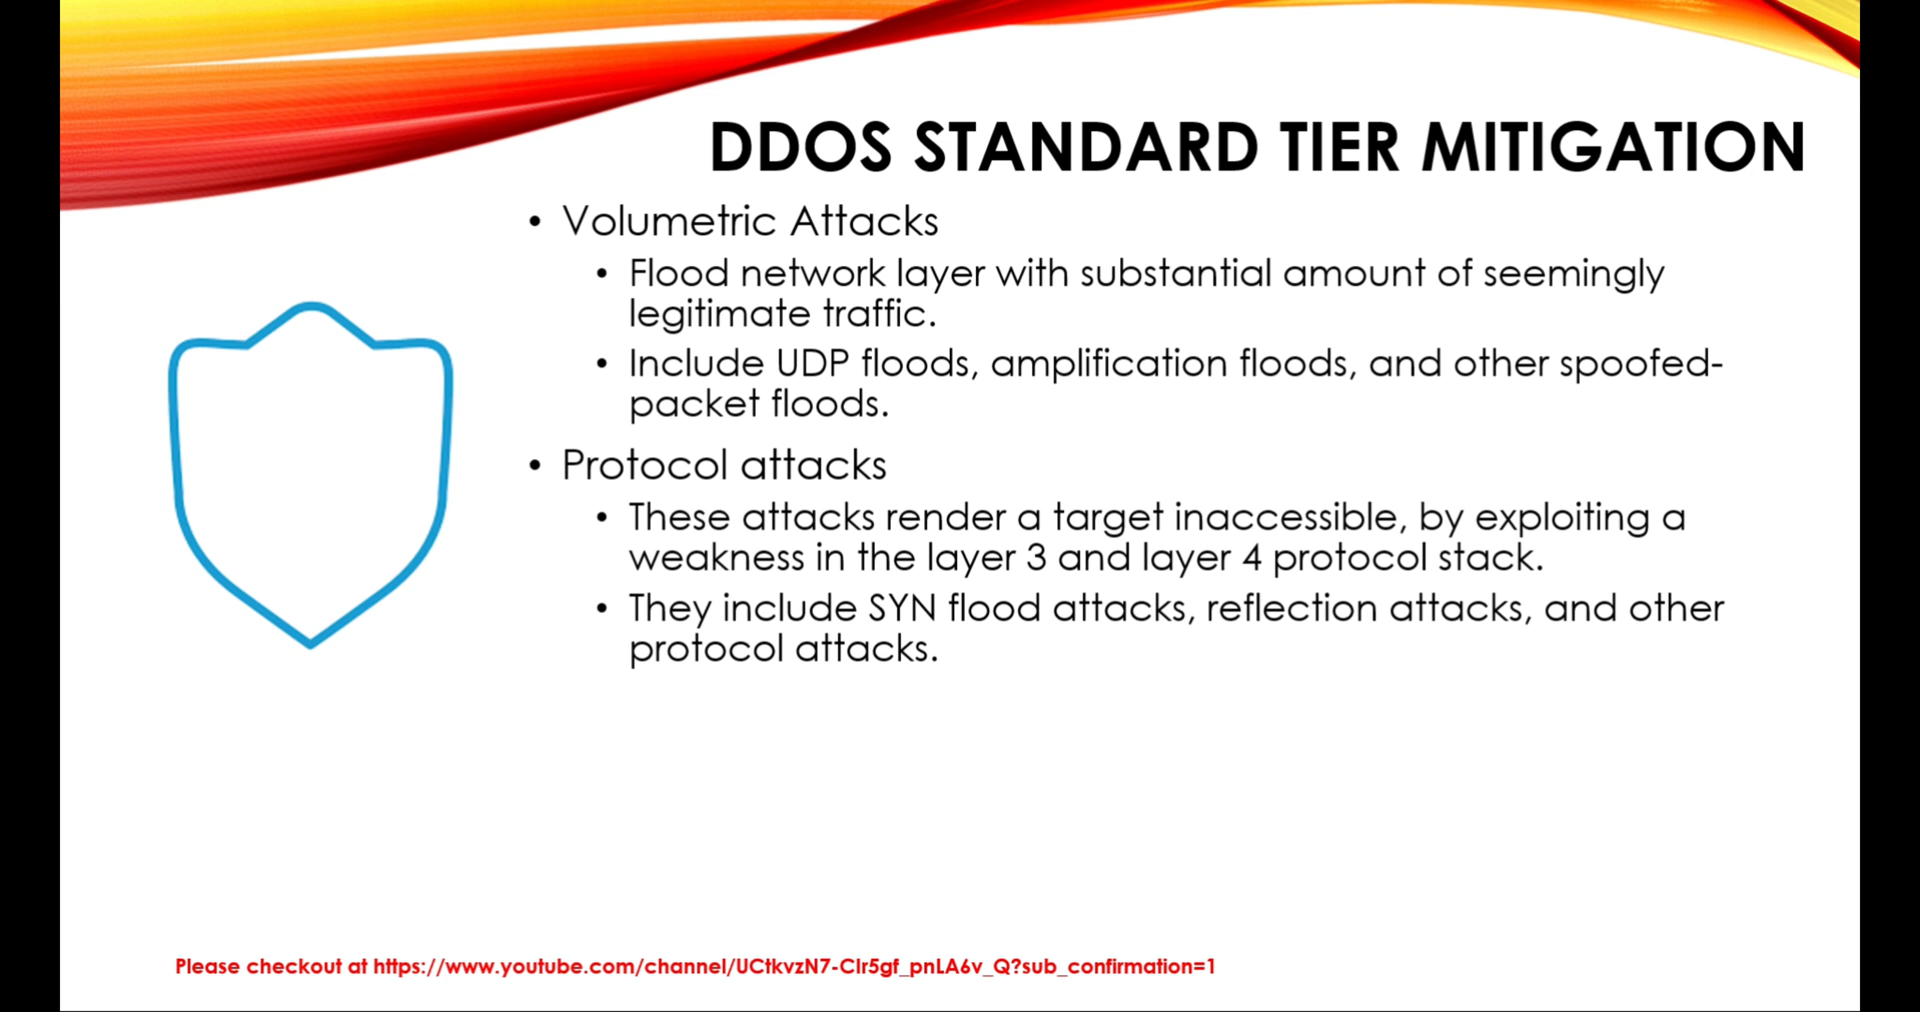 DDOS STANDARD TIER MITIGATION
• Volumetric Attacks
• Flood network layer with substantial amount of seemingly
legitimate traffic.
• Include UDP floods, amplification floods, and other spoofed-
packet floods.
• Protocol attacks
• These attacks render a target inaccessible, by exploiting a
weakness in the layer 3 and layer 4 protocol stack.
• They include SYN flood attacks, reflection attacks, and other
protocol attacks.
Please checkout at https://www.youtube.com/channel/UCtkvzN7-CIr5gf_pnLA6v_Q?sub_confirmation=1